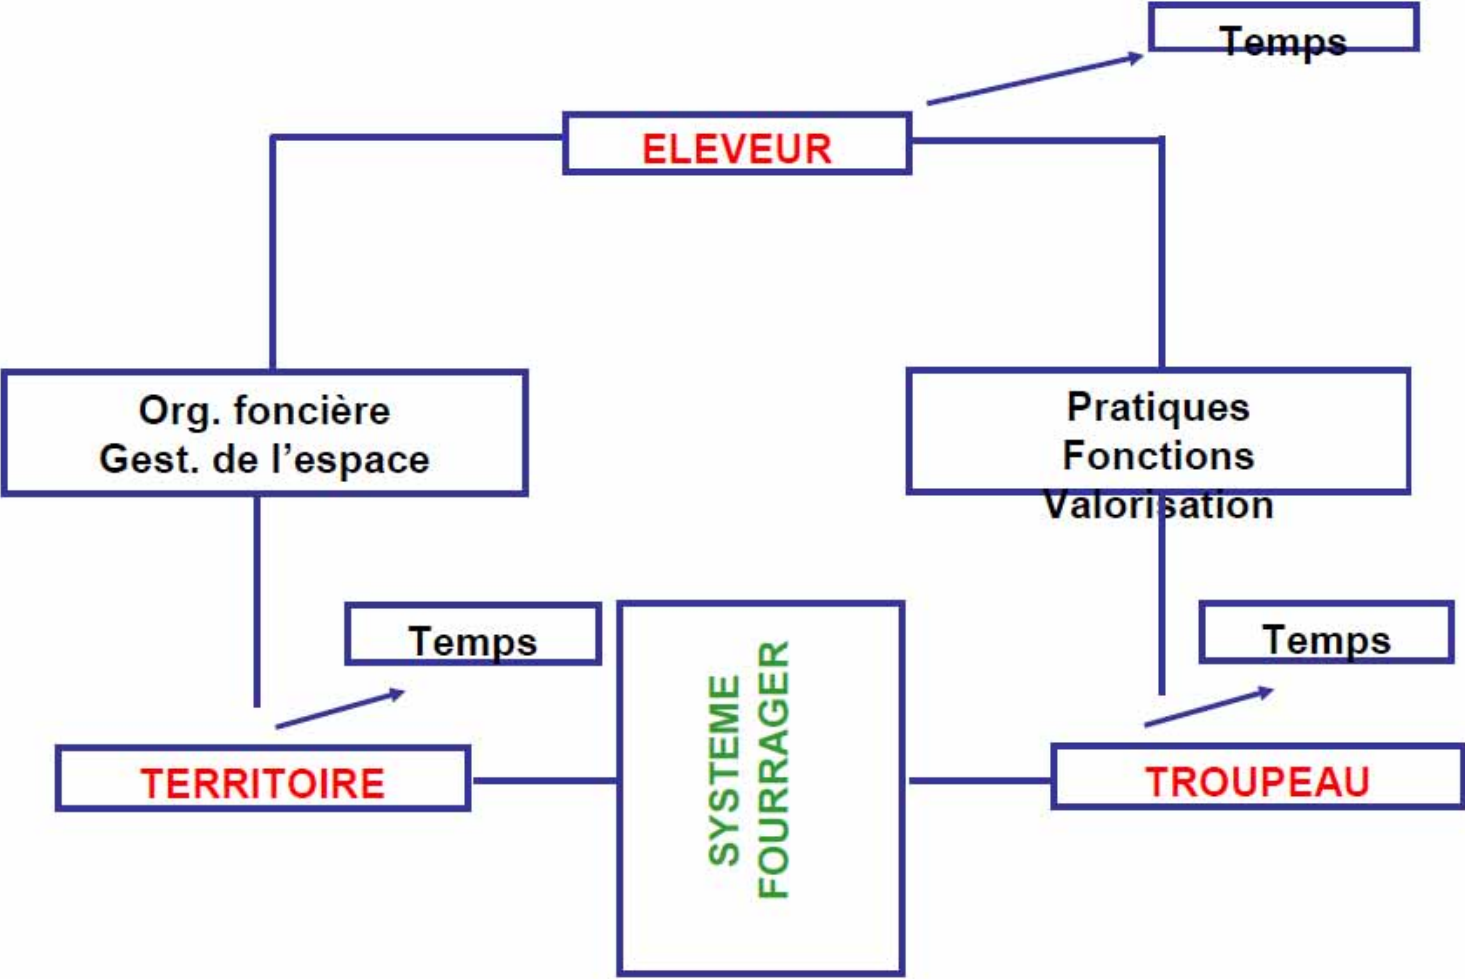 Temps
ELEVEUR
Org. foncière
Gest. de l’espace
Pratiques
Fonctions
Valorisation
Temps
SYSTEME
FOURRAGER
Temps
TERRITOIRE
TROUPEAU